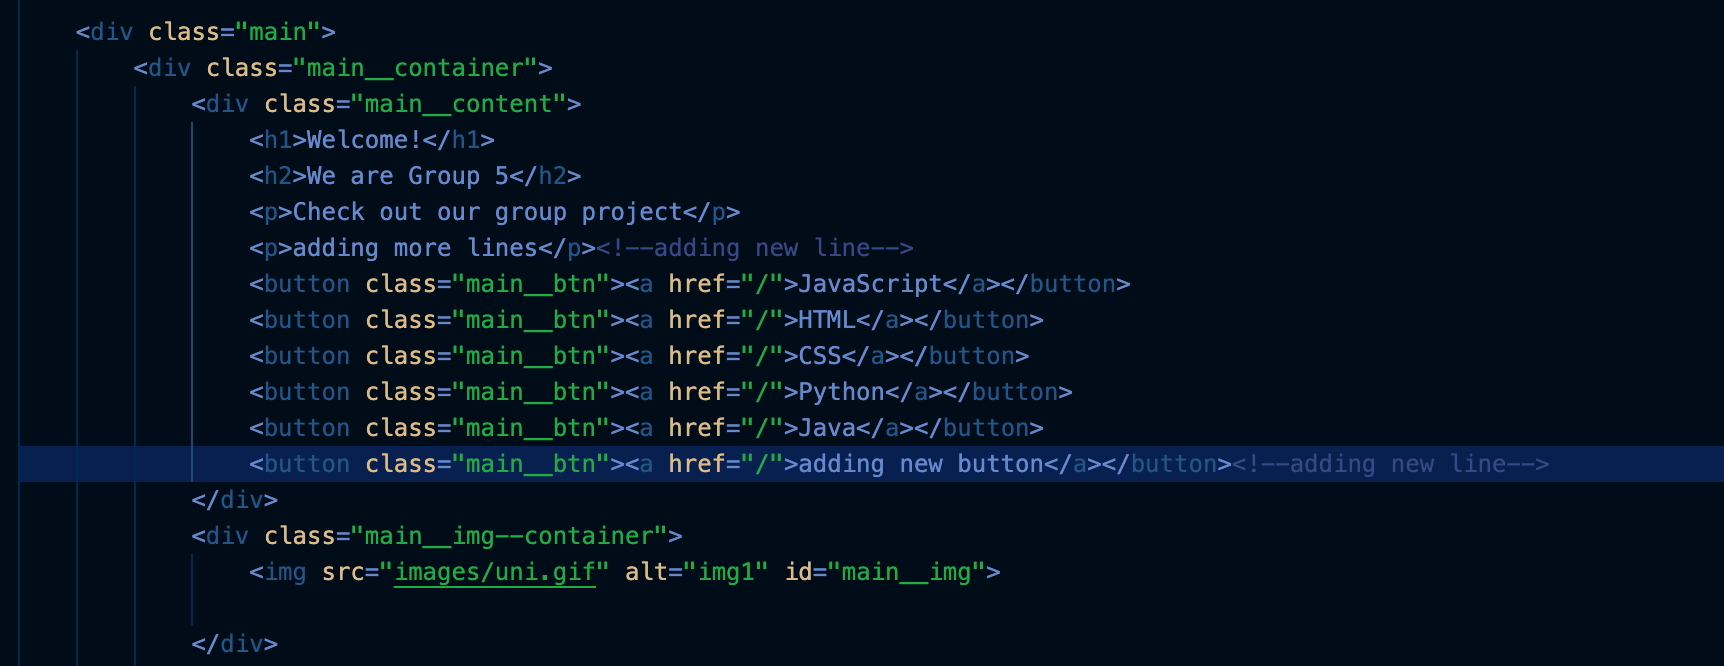 <div class="main">
<div class="main__container">
<div class="main__content">
<h1>Welcome!</h1>
<h2>We are Group 5</h2>
<p>Check out our group project</p>
<p>adding more lines</p><!--adding new line-->
<button class="main__btn"><a href="/">JavaScript</a></button>
<button class="main__btn"><a href="/">HTML</a></button>
<button class="main__btn"><a href="/">CSS</a></button>
<button class="main__btn"><a href="/">Python</a></button>
<button class="main__btn"><a href="/">Java</a></button>
<button class="main__btn"><a href="/">adding new button</a></button><!--adding new line-->
</div>
<div class="main__img--container">
<img src="images/uni.gif" alt="img1" id="main__img">
</div>